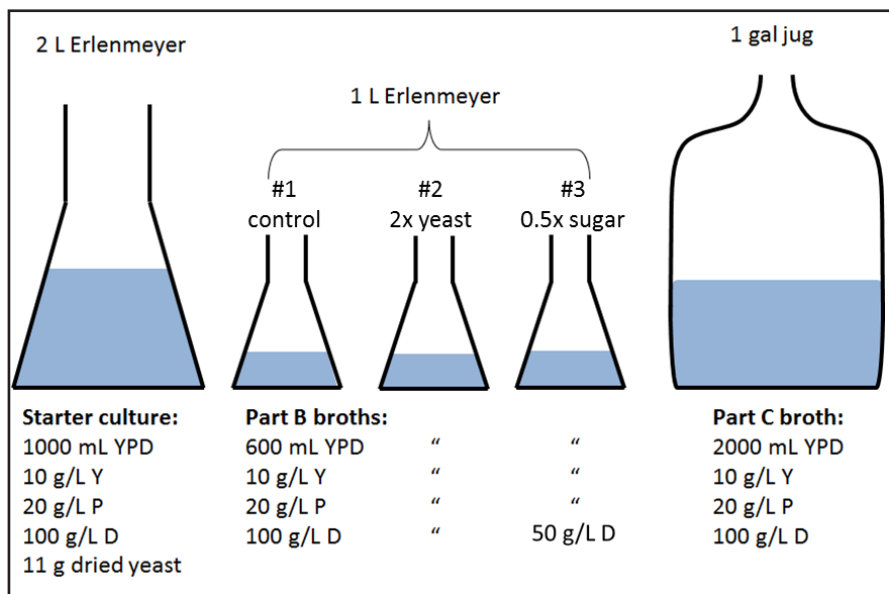 2 L Erlenmeyer
1 gal jug
1 L Erlenmeyer
#1 #2 #3
control 2x yeast 0.5x sugar
Starter culture:
1000 mL YPD
10 g/L Y
20 g/L P
100 g/L D
11 g dried yeast
Part B broths:
600 mL YPD “ “
10 g/L Y “ “
20 g/L P “ “
100 g/L D “ 50 g/L D
Part C broth:
2000 mL YPD
10 g/L Y
20 g/L P
100 g/L D